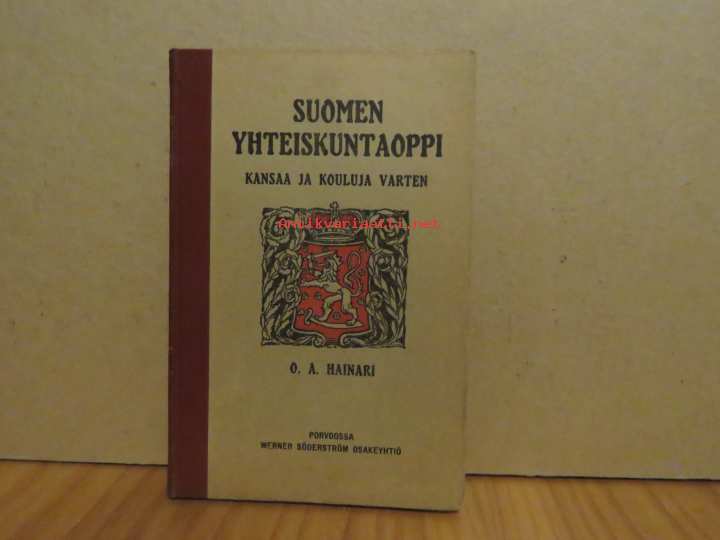 SUOMEN
YHTEISKUNTAOPPI
KANSAA JA KOULUJA VARTEN
Antikvariaatti.net
O. A. HAINARI
PORVOOSSA
WERNER SÖDERSTRÖM OSAKEYHTIÖ